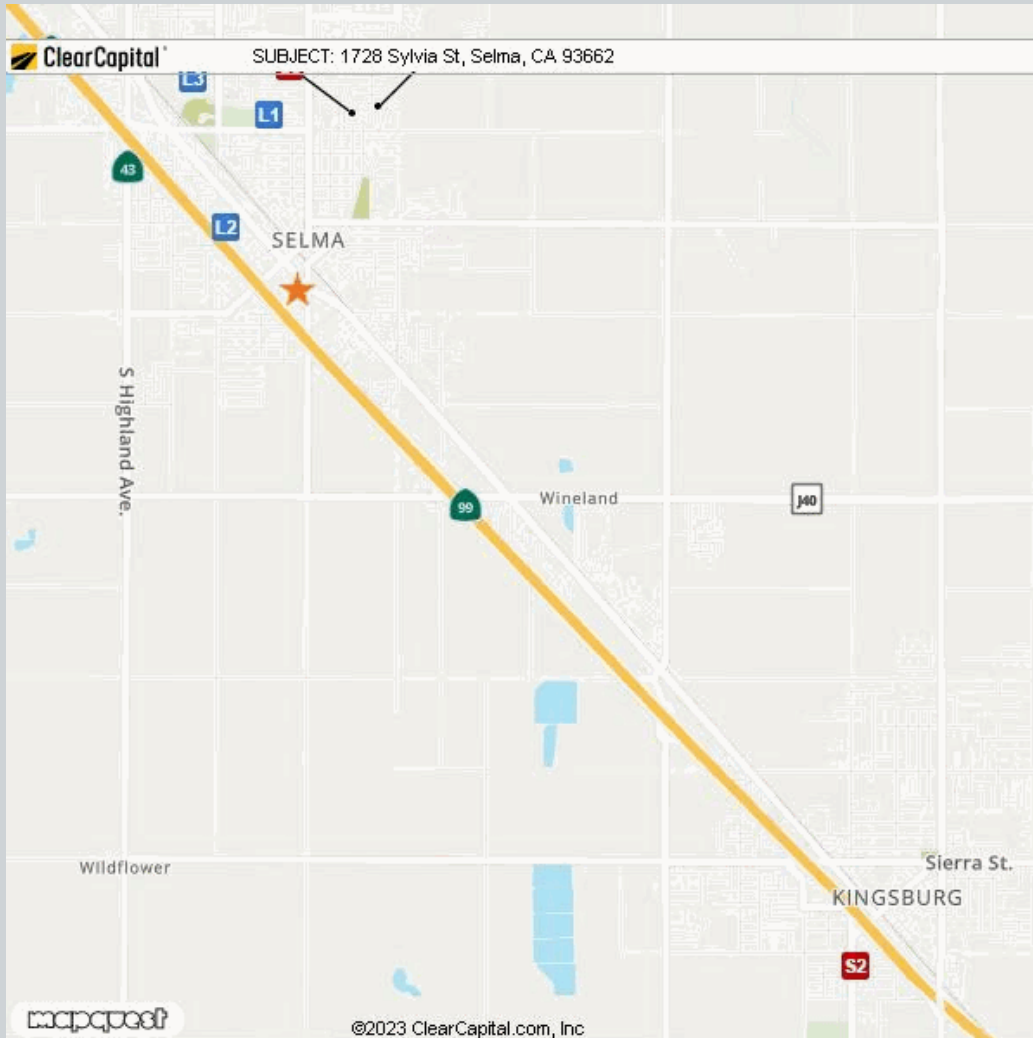 ClearCapital
SUBJECT: 1728 Sylvia St, Selma, CA 93662
L3
L1
43
L2
SELMA
S Highland Ave.
99
Wineland
J40
Wildflower
Sierra St.
KINGSBURG
S2
mapquest
©2023 ClearCapital.com, Inc